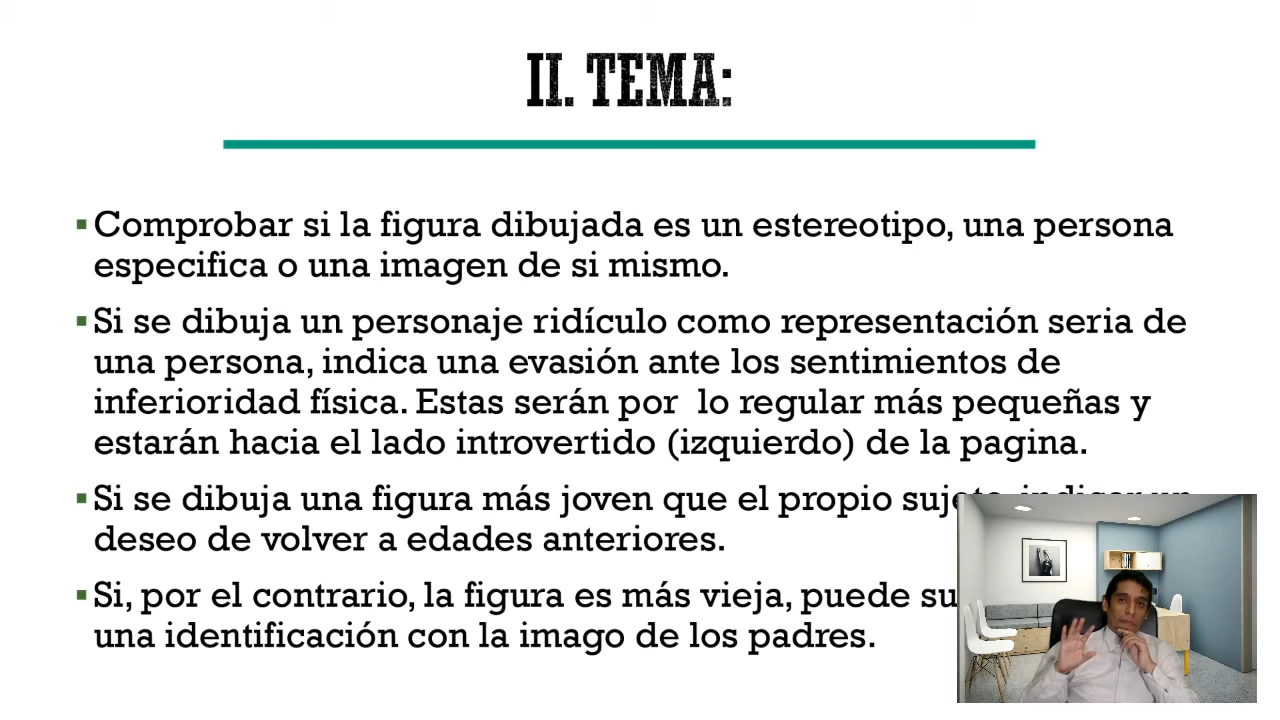 II. TEMA:
▪Comprobar si la figura dibujada es un estereotipo, una persona
especifica o una imagen de si mismo.
▪Si se dibuja un personaje ridículo como representación seria de
una persona, indica una evasión ante los sentimientos de
inferioridad física. Estas serán por  lo regular más pequeñas y
estarán hacia el lado introvertido (izquierdo) de la pagina.
▪Si se dibuja una figura más joven que el propio
deseo de volver a edades anteriores.
▪Si, por el contrario, la figura es más vieja, puede
una identificación con la imago de los padres.